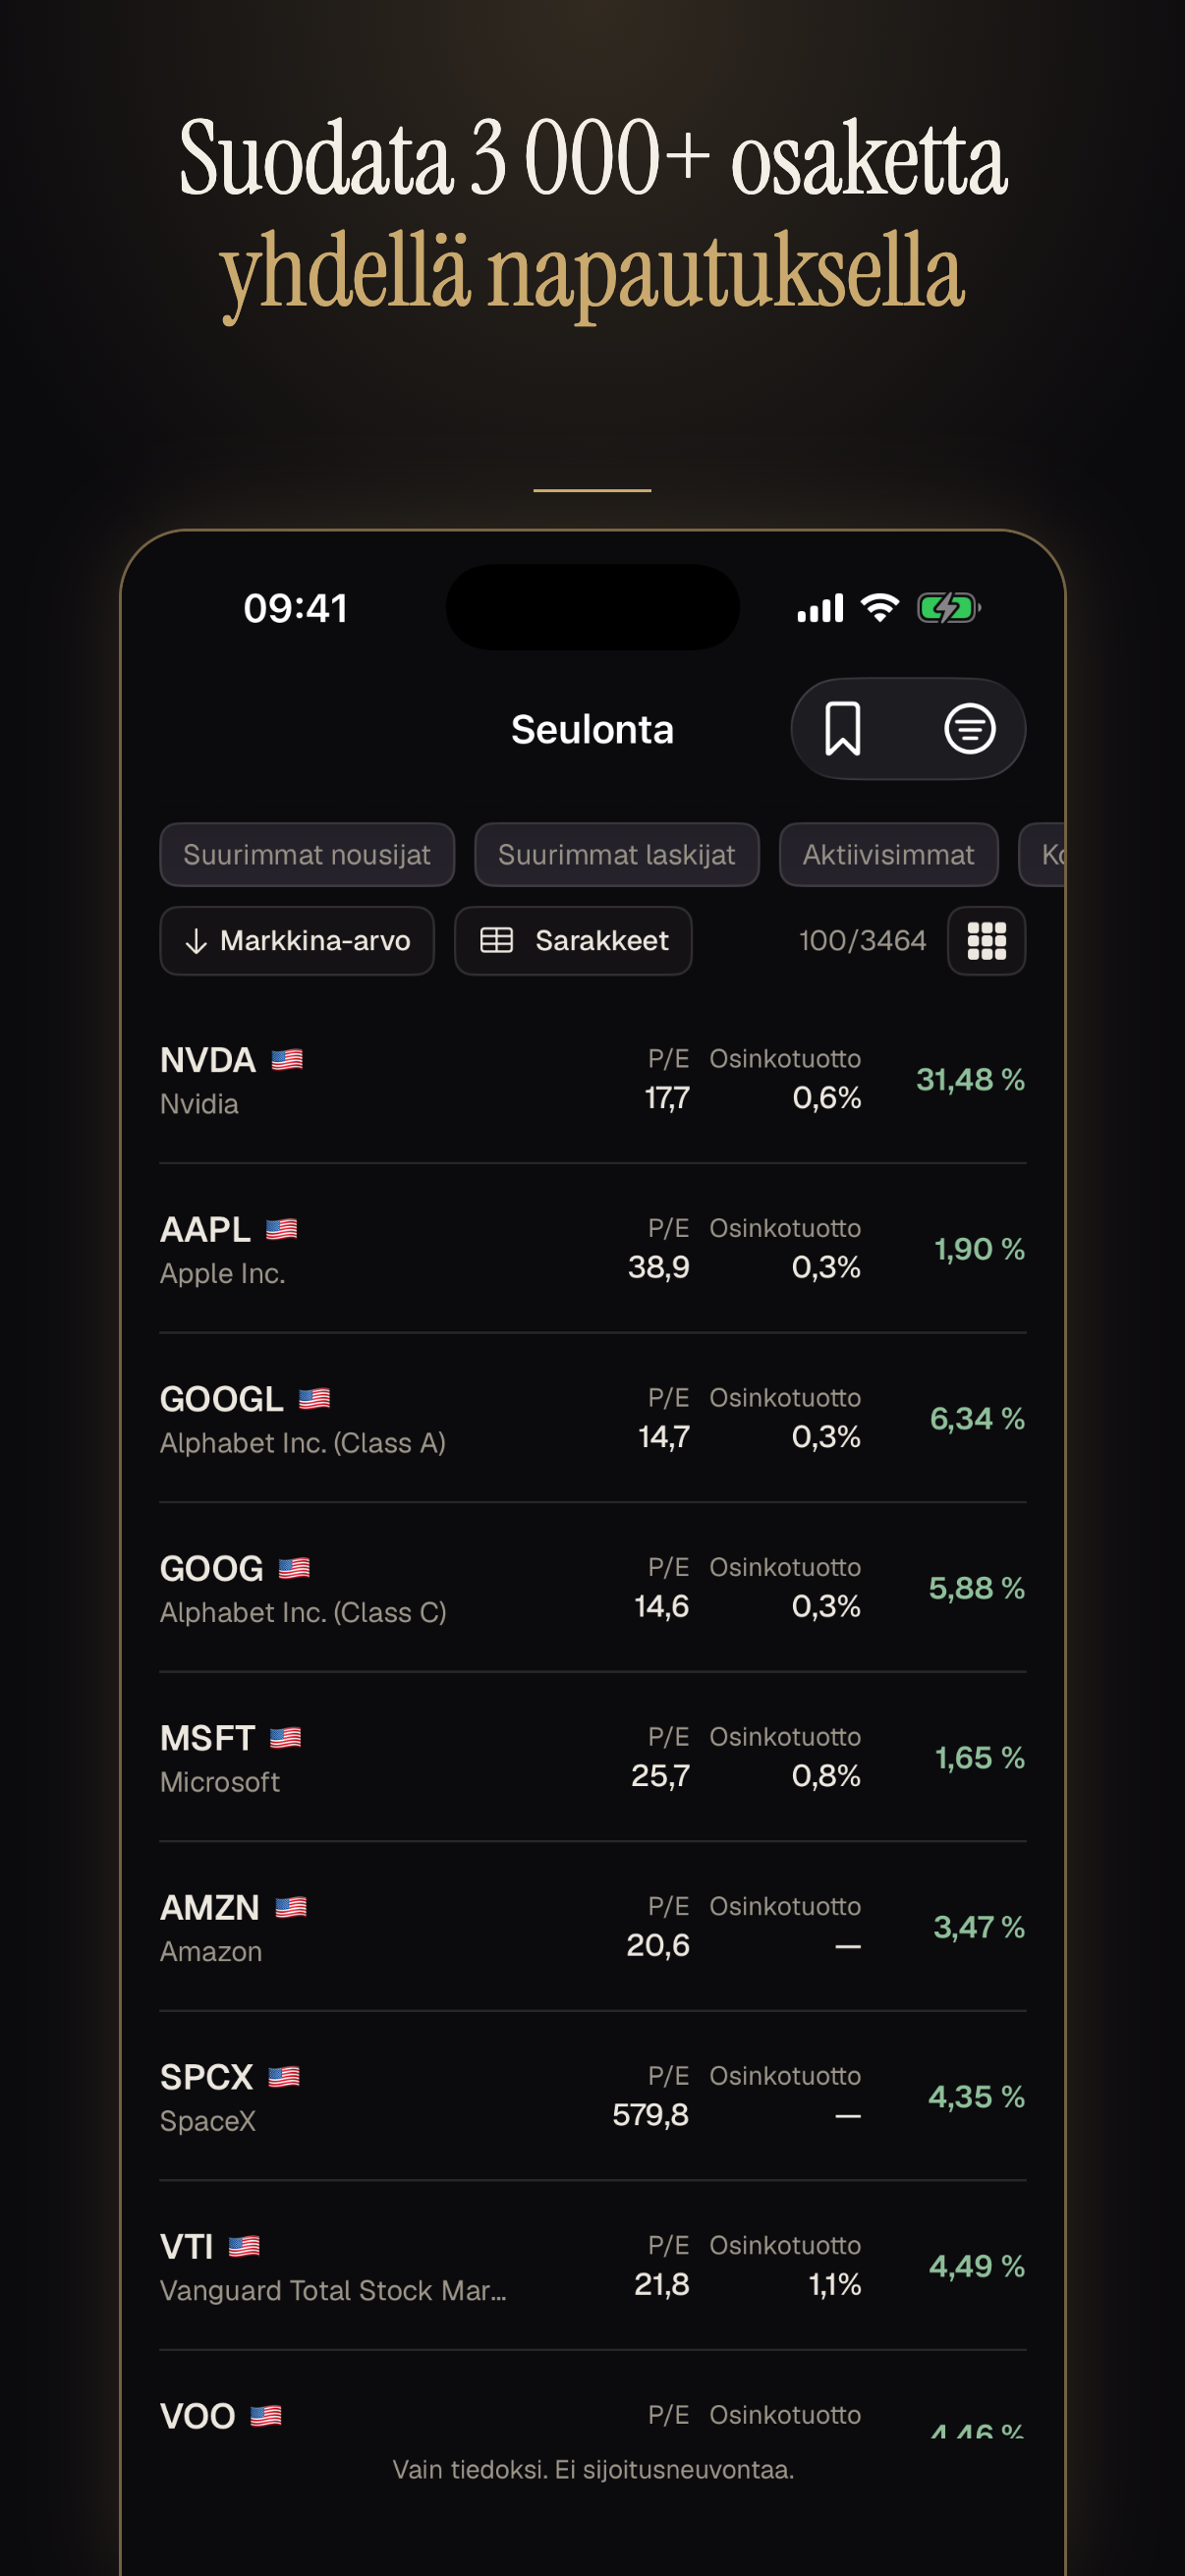 Suodata 3 000+ osaketta
yhdellä napautuksella
09:41
Seulonta
Suurimmat nousijat Suurimmat laskijat Aktiivisimmat
Markkina-arvo Sarakkeet 100/3464
NVDA P/E Osinkotuotto
Nvidia 17,7 0,6% 31,48 %
AAPL P/E Osinkotuotto
Apple Inc. 38,9 0,3% 1,90 %
GOOGL P/E Osinkotuotto
Alphabet Inc. (Class A) 14,7 0,3% 6,34 %
GOOG P/E Osinkotuotto
Alphabet Inc. (Class C) 14,6 0,3% 5,88 %
MSFT P/E Osinkotuotto
Microsoft 25,7 0,8% 1,65 %
AMZN P/E Osinkotuotto
Amazon 20,6 — 3,47 %
SPCX P/E Osinkotuotto
SpaceX 579,8 — 4,35 %
VTI P/E Osinkotuotto
Vanguard Total Stock Mar... 21,8 1,1% 4,49 %
VOO P/E Osinkotuotto 4,46 %
Vain tiedoksi. Ei sijoitusneuvontaa.